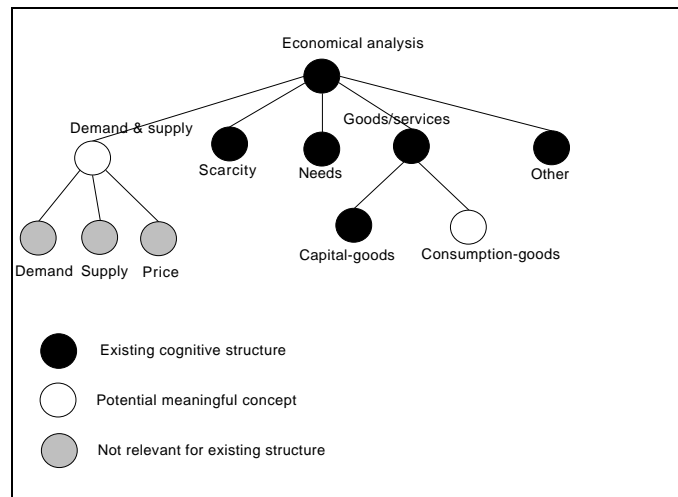 Economical analysis
Demand & supply
Goods/services
Scarcity
Needs
Other
Capital-goods
Consumption-goods
Demand
Supply
Price
Existing cognitive structure
Potential meaningful concept
Not relevant for existing structure